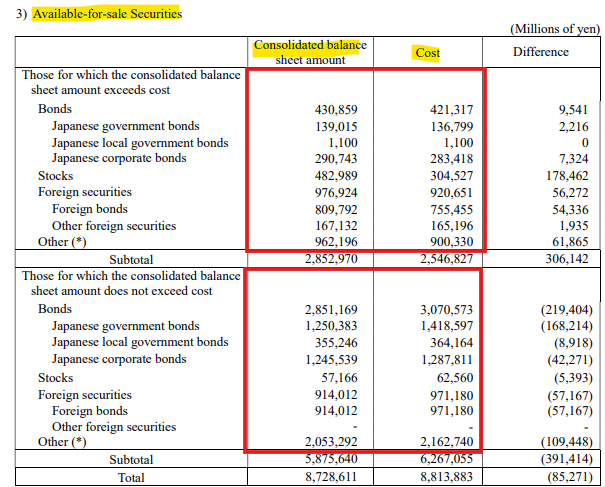 3) Available-for-sale Securities
(Millions of yen)
Consolidated balance sheet amount Cost Difference
Those for which the consolidated balance
sheet amount exceeds cost
Bonds 430,859 421,317 9,541
Japanese government bonds 139,015 136,799 2,216
Japanese local government bonds 1,100 1,100 0
Japanese corporate bonds 290,743 283,418 7,324
Stocks 482,989 304,527 178,462
Foreign securities 976,924 920,651 56,272
Foreign bonds 809,792 755,455 54,336
Other foreign securities 167,132 165,196 1,935
Other (*) 962,196 900,330 61,865
Subtotal 2,852,970 2,546,827 306,142
Those for which the consolidated balance
sheet amount does not exceed cost
Bonds 2,851,169 3,070,573 (219,404)
Japanese government bonds 1,250,383 1,418,597 (168,214)
Japanese local government bonds 355,246 364,164 (8,918)
Japanese corporate bonds 1,245,539 1,287,811 (42,271)
Stocks 57,166 62,560 (5,393)
Foreign securities 914,012 971,180 (57,167)
Foreign bonds 914,012 971,180 (57,167)
Other foreign securities - - -
Other (*) 2,053,292 2,162,740 (109,448)
Subtotal 5,875,640 6,267,055 (391,414)
Total 8,728,611 8,813,883 (85,271)